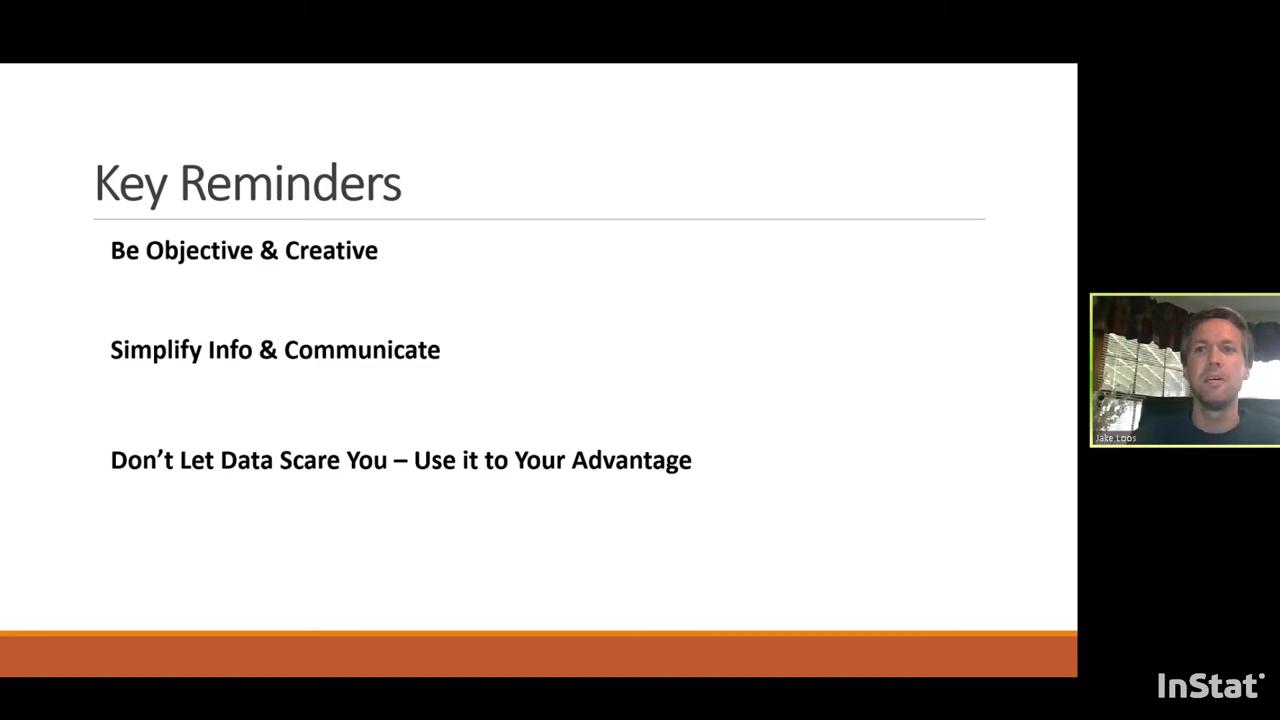 Key Reminders
Be Objective & Creative
Simplify Info & Communicate
Don’t Let Data Scare You – Use it to Your Advantage
Jake Loos
InStat